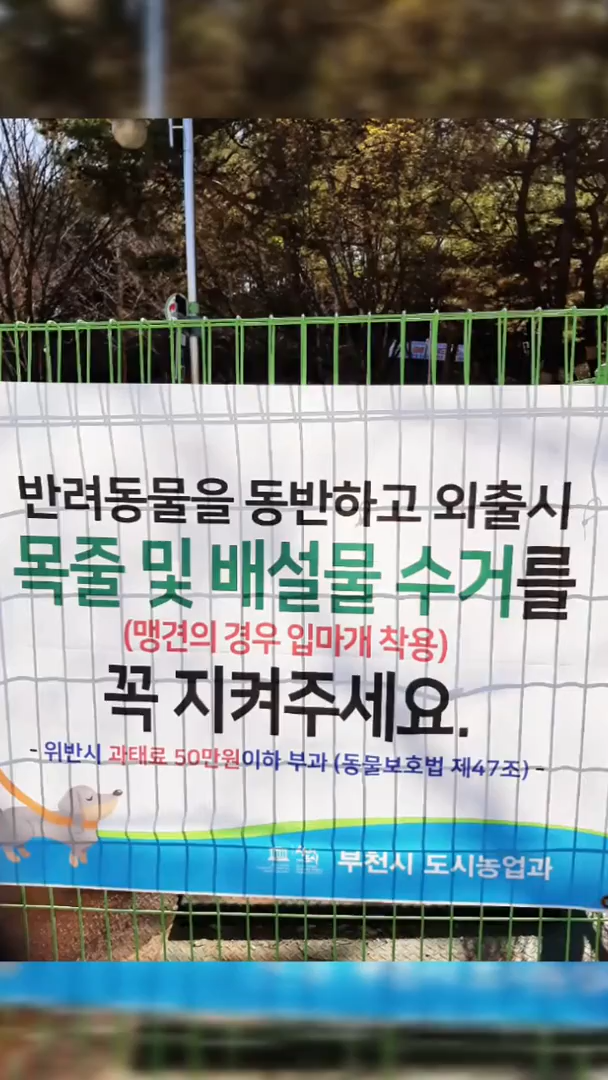 반려동물을 동반하고 외출시
목줄 및 배설물 수거를
(맹견의 경우 입마개 착용)
꼭 지켜주세요.
- 위반시 과태료 50만원이하 부과 (동물보호법 제47조) -
부천시 도시농업과